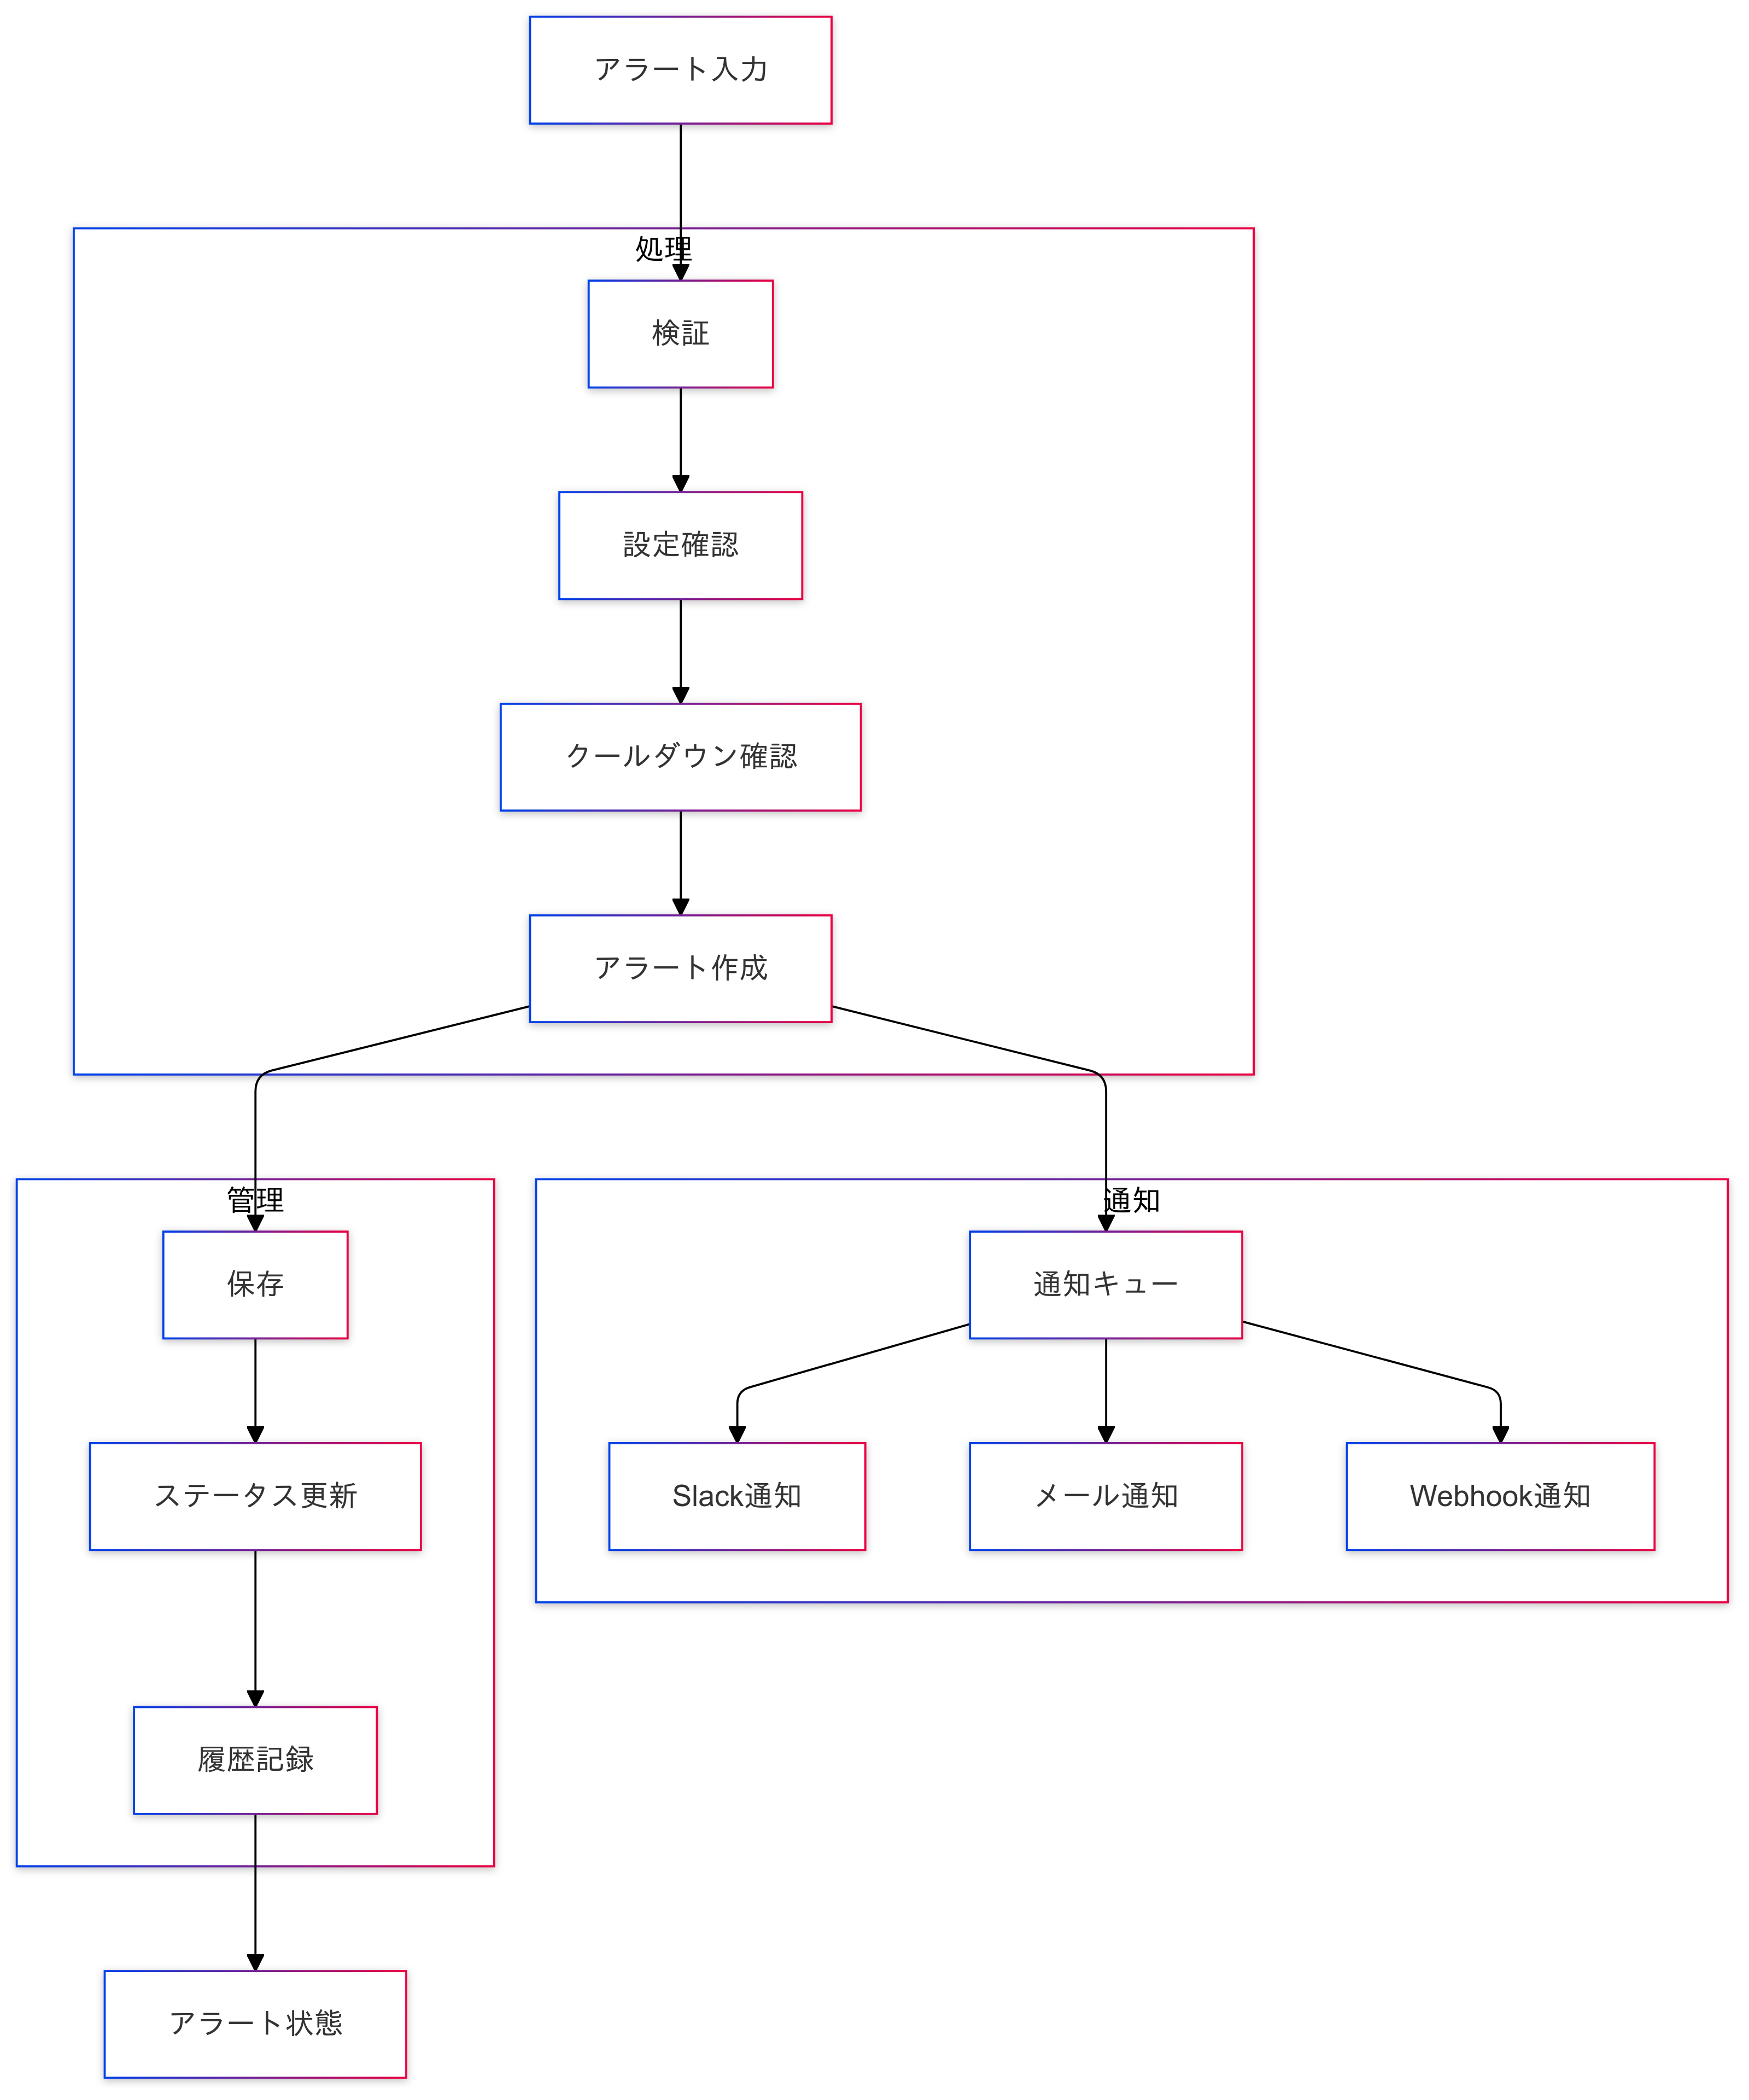 アラート入力
処理
検証
設定確認
クールダウン確認
アラート作成
管理
通知
保存
通知キュー
ステータス更新
Slack通知
メール通知
Webhook通知
履歴記録
アラート状態